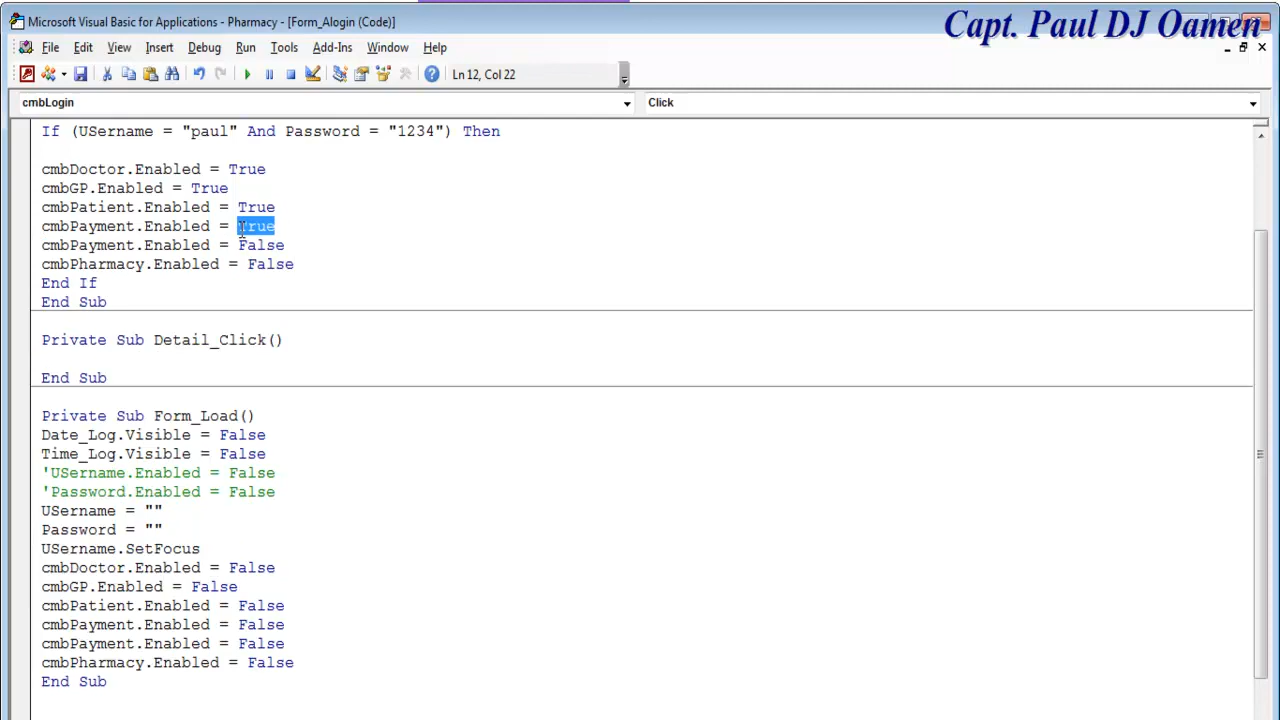 Microsoft Visual Basic for Applications - Pharmacy - [Form_Alogin (Code)]
Capt. Paul DJ Oamen
File Edit View Insert Debug Run Tools Add-Ins Window Help
Ln 12, Col 22
cmbLogin Click
If (USername = "paul" And Password = "1234") Then
cmbDoctor.Enabled = True
cmbGP.Enabled = True
cmbPatient.Enabled = True
cmbPayment.Enabled = True
cmbPayment.Enabled = False
cmbPharmacy.Enabled = False
End If
End Sub
Private Sub Detail_Click()
End Sub
Private Sub Form_Load()
Date_Log.Visible = False
Time_Log.Visible = False
'USername.Enabled = False
'Password.Enabled = False
USername = ""
Password = ""
USername.SetFocus
cmbDoctor.Enabled = False
cmbGP.Enabled = False
cmbPatient.Enabled = False
cmbPayment.Enabled = False
cmbPayment.Enabled = False
cmbPharmacy.Enabled = False
End Sub